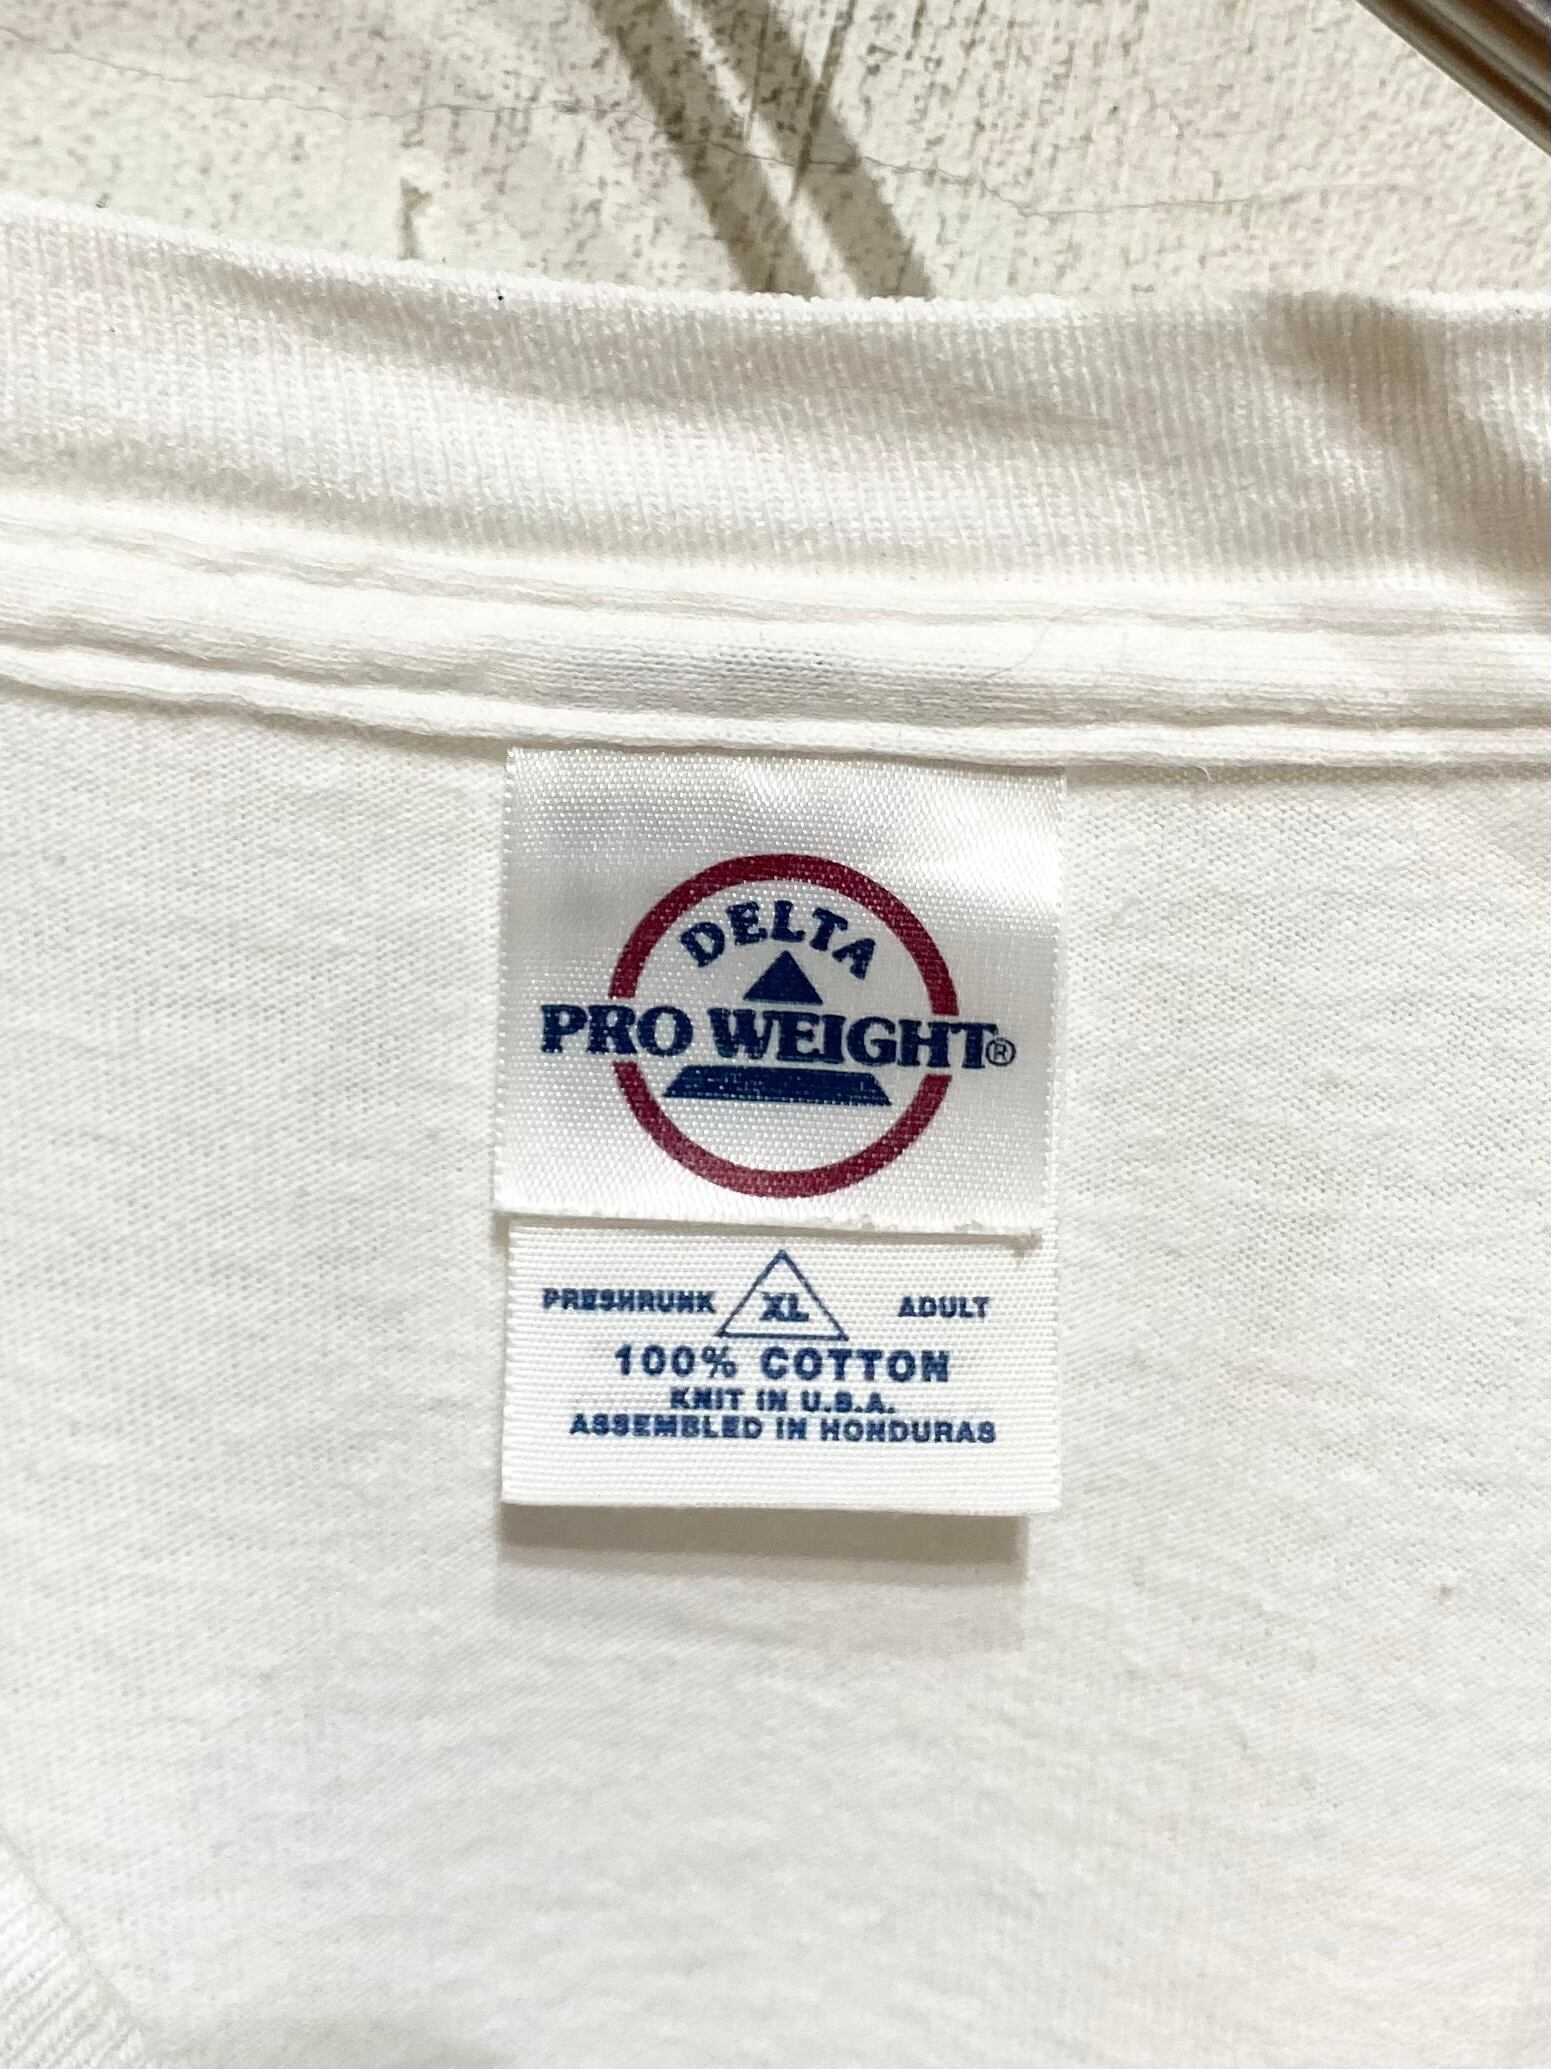 DELTA
PRO WEIGHT®
PRESHRUNK XL ADULT
100% COTTON
KNIT IN U.S.A.
ASSEMBLED IN HONDURAS